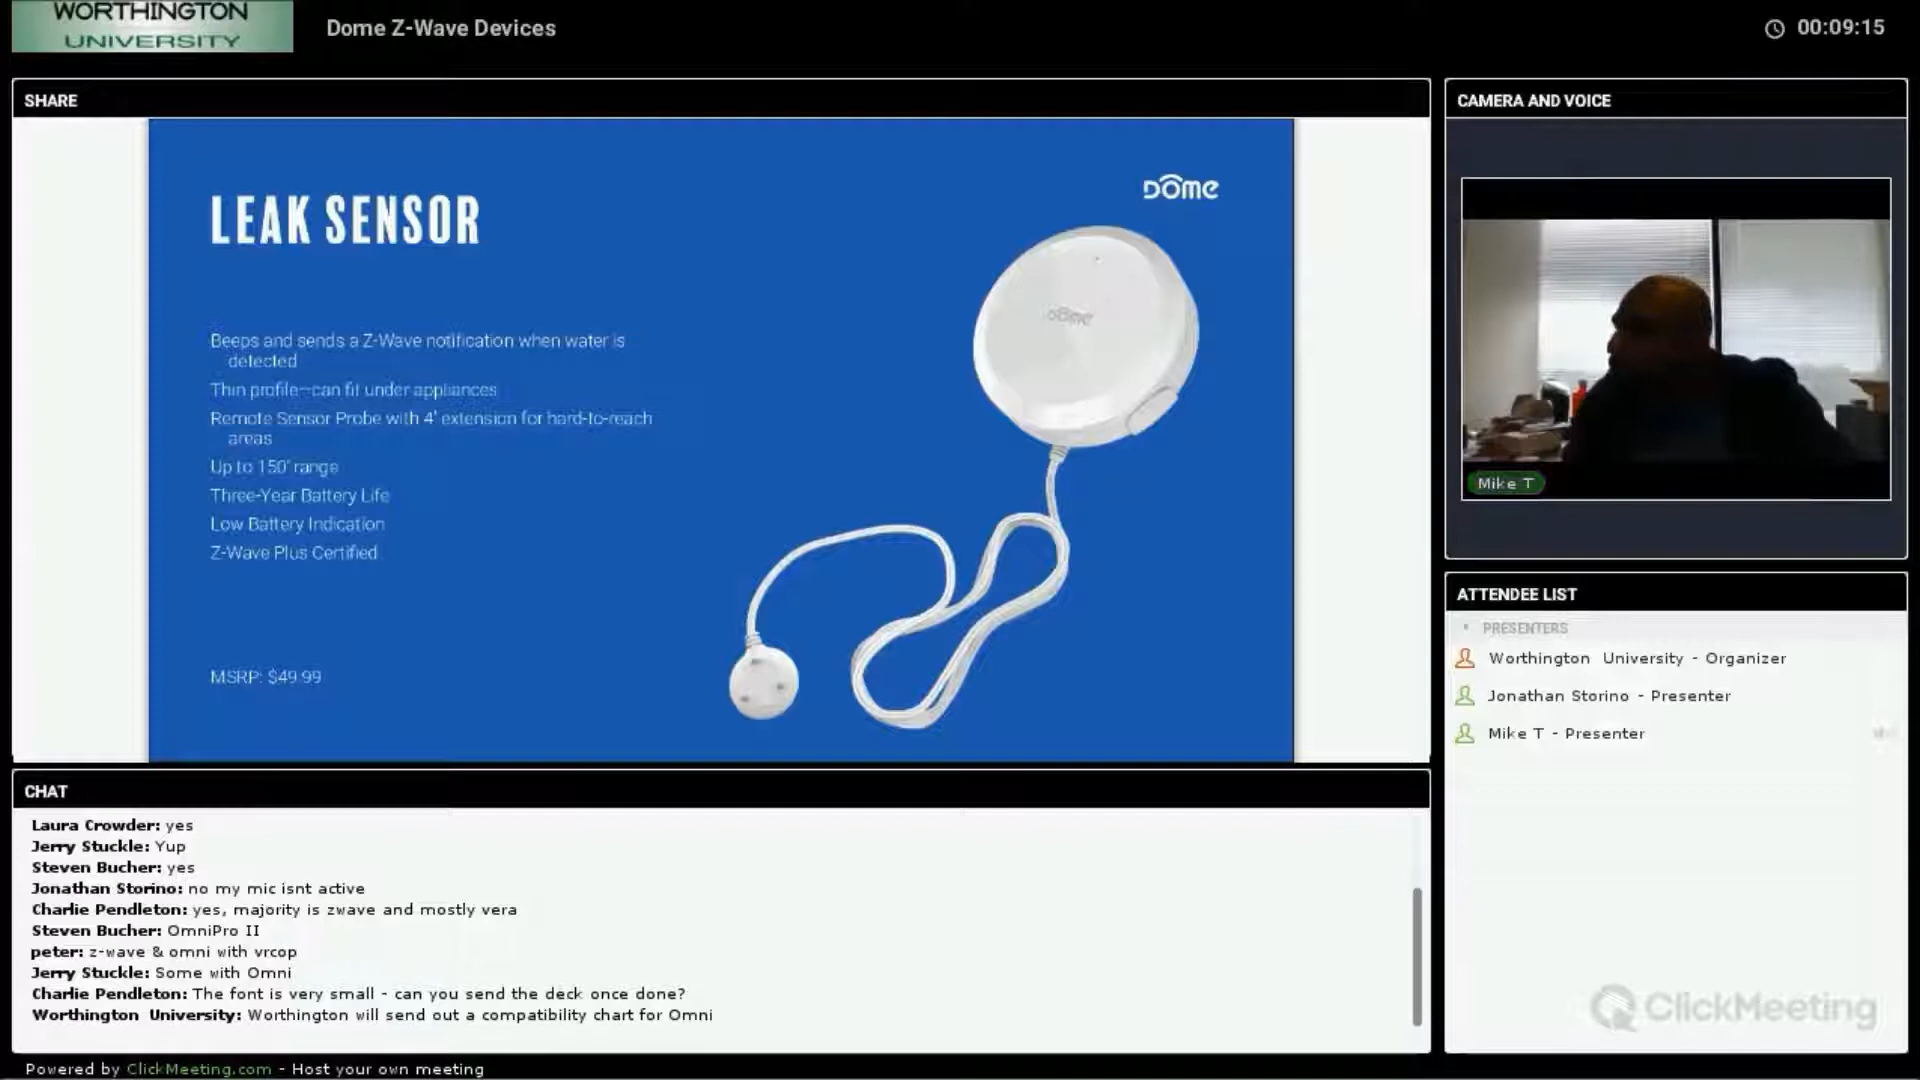 WORTHINGTON
UNIVERSITY
Dome Z-Wave Devices
00:09:15
SHARE
LEAK SENSOR
DOME
Beeps and sends a Z-Wave notification when water is
detected
Thin profile—can fit under appliances
Remote Sensor Probe with 4' extension for hard-to-reach
areas
Up to 150' range
Three-Year Battery Life
Low Battery Indication
Z-Wave Plus Certified
MSRP: $49.99
DOME
CAMERA AND VOICE
Mike T
ATTENDEE LIST
PRESENTERS
Worthington University - Organizer
Jonathan Storino - Presenter
Mike T - Presenter
ClickMeeting
CHAT
Laura Crowder: yes
Jerry Stuckle: Yup
Steven Bucher: yes
Jonathan Storino: no my mic isnt active
Charlie Pendleton: yes, majority is zwave and mostly vera
Steven Bucher: OmniPro II
peter: z-wave & omni with vrcop
Jerry Stuckle: Some with Omni
Charlie Pendleton: The font is very small - can you send the deck once done?
Worthington University: Worthington will send out a compatibility chart for Omni
Powered by ClickMeeting.com - Host your own meeting